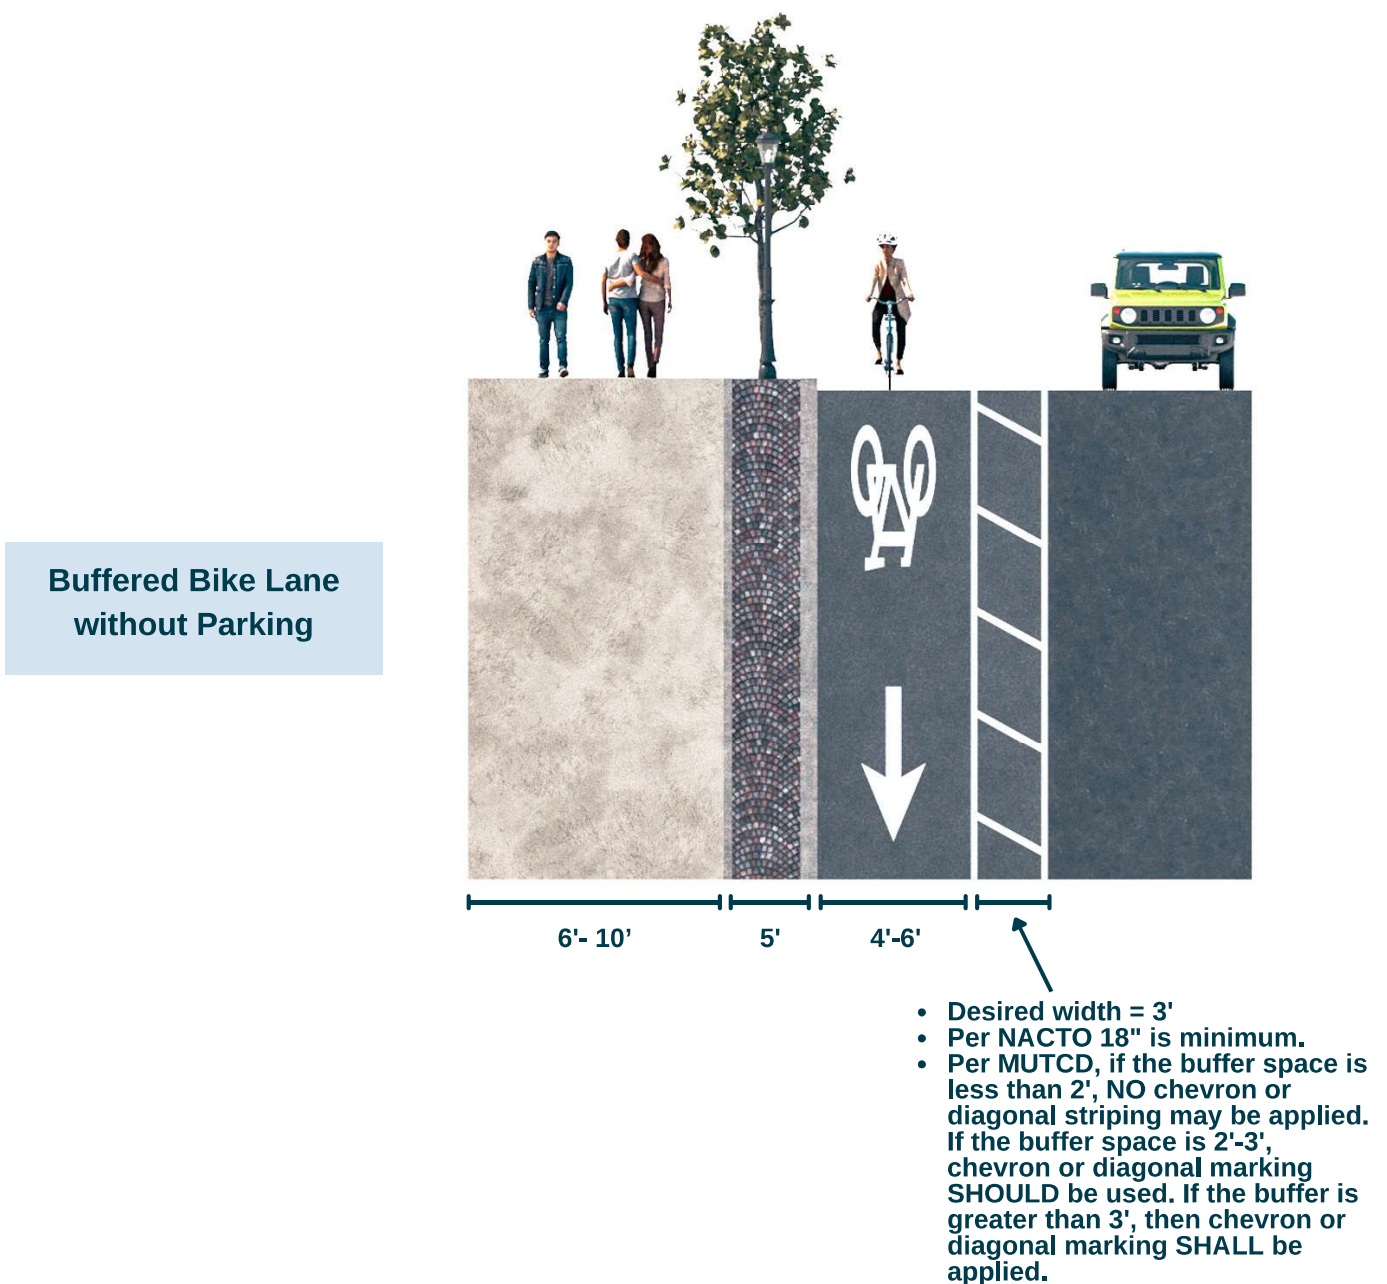 Buffered Bike Lane
without Parking
6'- 10’
5'
4'-6'
• Desired width = 3'
• Per NACTO 18" is minimum.
• Per MUTCD, if the buffer space is
less than 2', NO chevron or
diagonal striping may be applied.
If the buffer space is 2'-3',
chevron or diagonal marking
SHOULD be used. If the buffer is
greater than 3', then chevron or
diagonal marking SHALL be
applied.